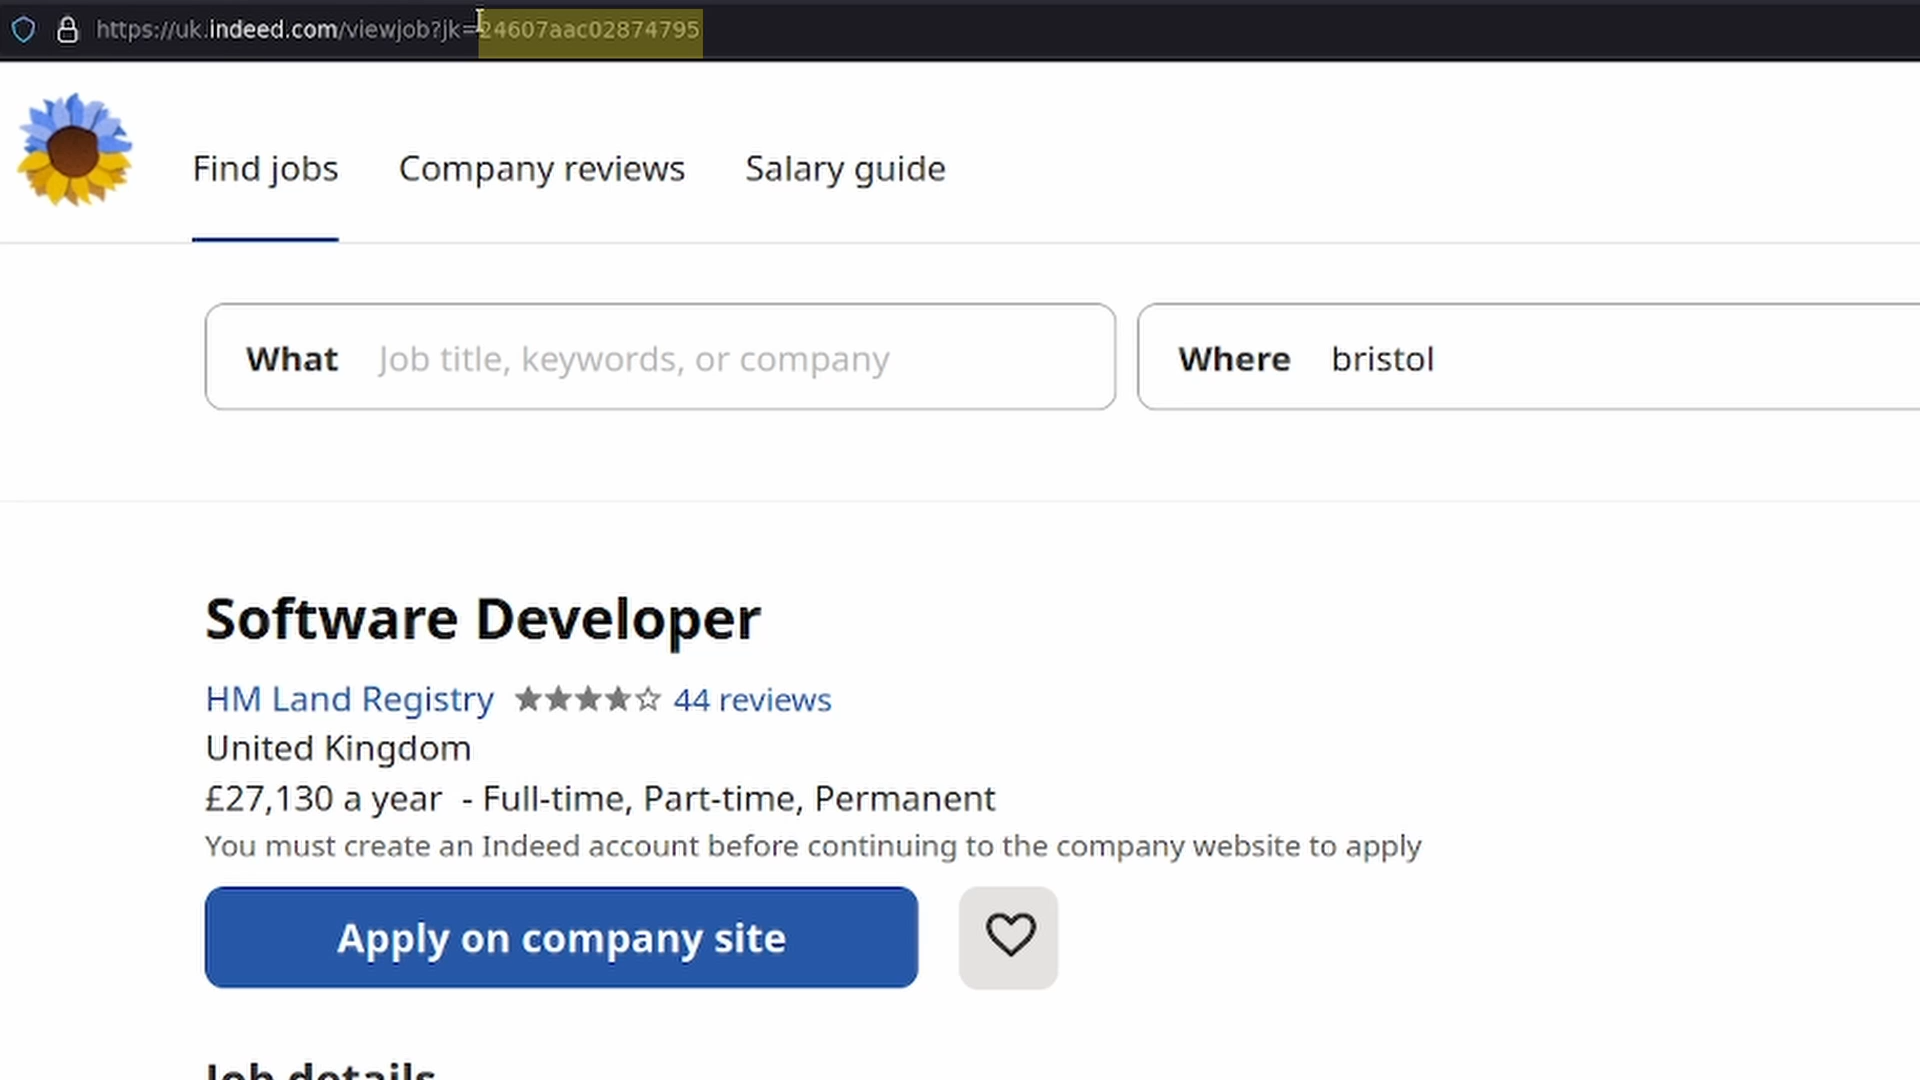 https://uk.indeed.com/viewjob?jk=24607aac02874795
Find jobs Company reviews Salary guide
What Job title, keywords, or company Where bristol
Software Developer
HM Land Registry 44 reviews
United Kingdom
£27,130 a year - Full-time, Part-time, Permanent
You must create an Indeed account before continuing to the company website to apply
Apply on company site
Job details